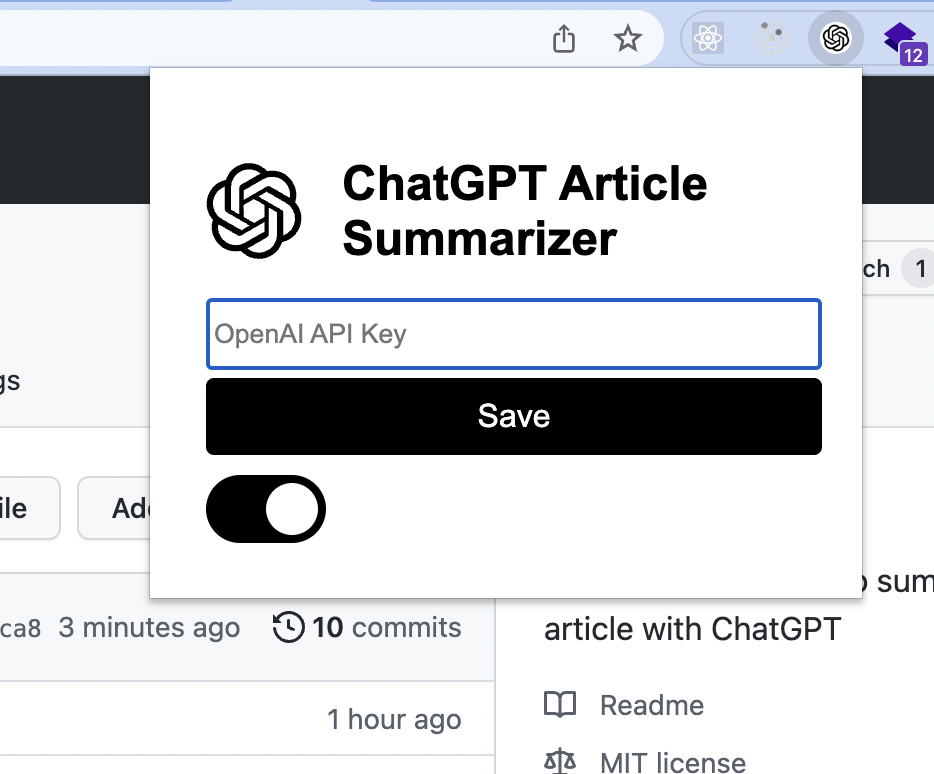 12
ChatGPT Article
Summarizer
ch 1
OpenAI API Key
gs
Save
ile
sum
article with ChatGPT
ca8 3 minutes ago 10 commits
1 hour ago
Readme
MIT license